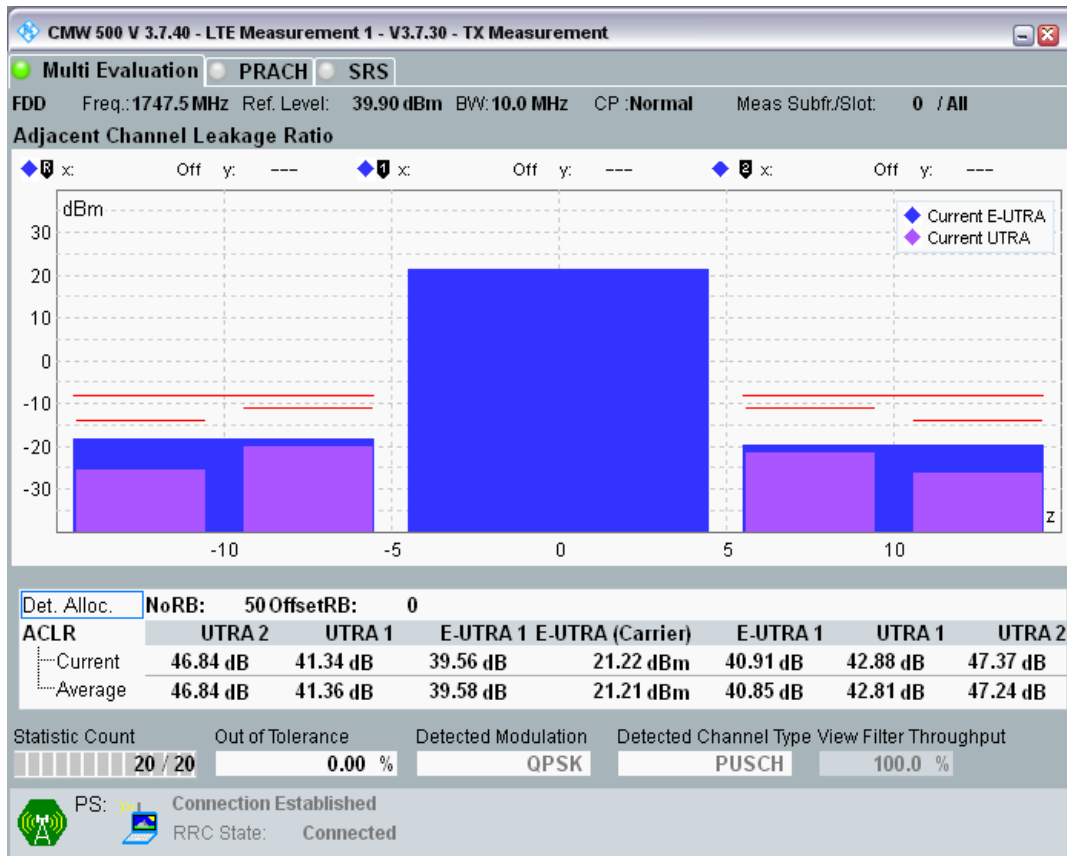 CMW 500 V 3.7.40 - LTE Measurement 1 - V3.7.30 - TX Measurement
Multi Evaluation PRACH SRS
FDD Freq.: 1747.5 MHz Ref. Level: 39.90 dBm BW: 10.0 MHz CP :Normal Meas Subfr./Slot: 0 / All
Adjacent Channel Leakage Ratio
R x: Off y: --- 1 x: Off y: --- 2 x: Off y: ---
dBm
Current E-UTRA
Current UTRA
30
20
10
0
-10
-20
-30
z
-10 -5 0 5 10
Det. Alloc. NoRB: 50 OffsetRB: 0
ACLR UTRA 2 UTRA 1 E-UTRA 1 E-UTRA (Carrier) E-UTRA 1 UTRA 1 UTRA 2
Current 46.84 dB 41.34 dB 39.56 dB 21.22 dBm 40.91 dB 42.88 dB 47.37 dB
Average 46.84 dB 41.36 dB 39.58 dB 21.21 dBm 40.85 dB 42.81 dB 47.24 dB
Statistic Count Out of Tolerance Detected Modulation Detected Channel Type View Filter Throughput
20 / 20 0.00 % QPSK PUSCH 100.0 %
PS: Connection Established
RRC State: Connected